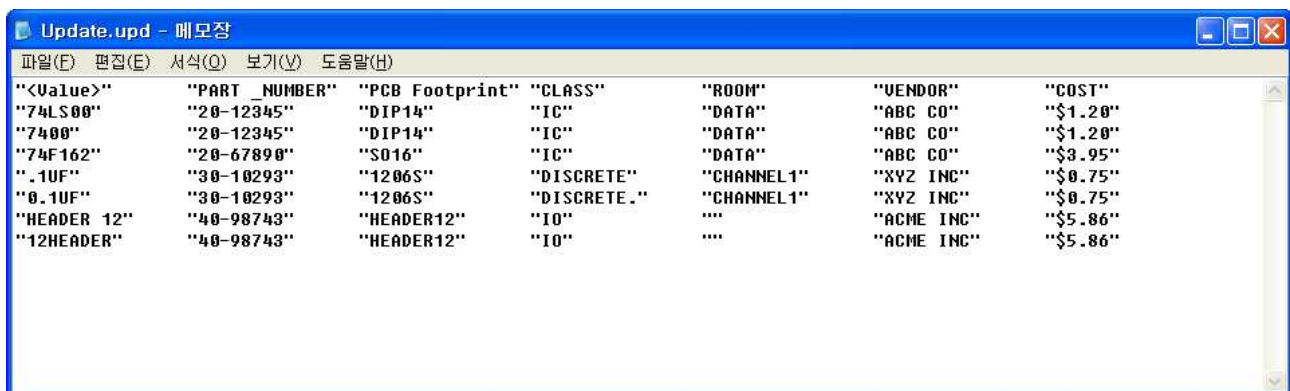 Update.upd - 메모장
파일(F) 편집(E) 서식(O) 보기(V) 도움말(H)
"<Value>" "PART _NUMBER" "PCB Footprint" "CLASS" "ROOM" "VENDOR" "COST"
"74LS00" "20-12345" "DIP14" "IC" "DATA" "ABC CO" "$1.20"
"7400" "20-12345" "DIP14" "IC" "DATA" "ABC CO" "$1.20"
"74F162" "20-67890" "SO16" "IC" "DATA" "ABC CO" "$3.95"
".1UF" "30-10293" "1206S" "DISCRETE" "CHANNEL1" "XYZ INC" "$0.75"
"0.1UF" "30-10293" "1206S" "DISCRETE." "CHANNEL1" "XYZ INC" "$0.75"
"HEADER 12" "40-98743" "HEADER12" "IO" "" "ACME INC" "$5.86"
"12HEADER" "40-98743" "HEADER12" "IO" "" "ACME INC" "$5.86"